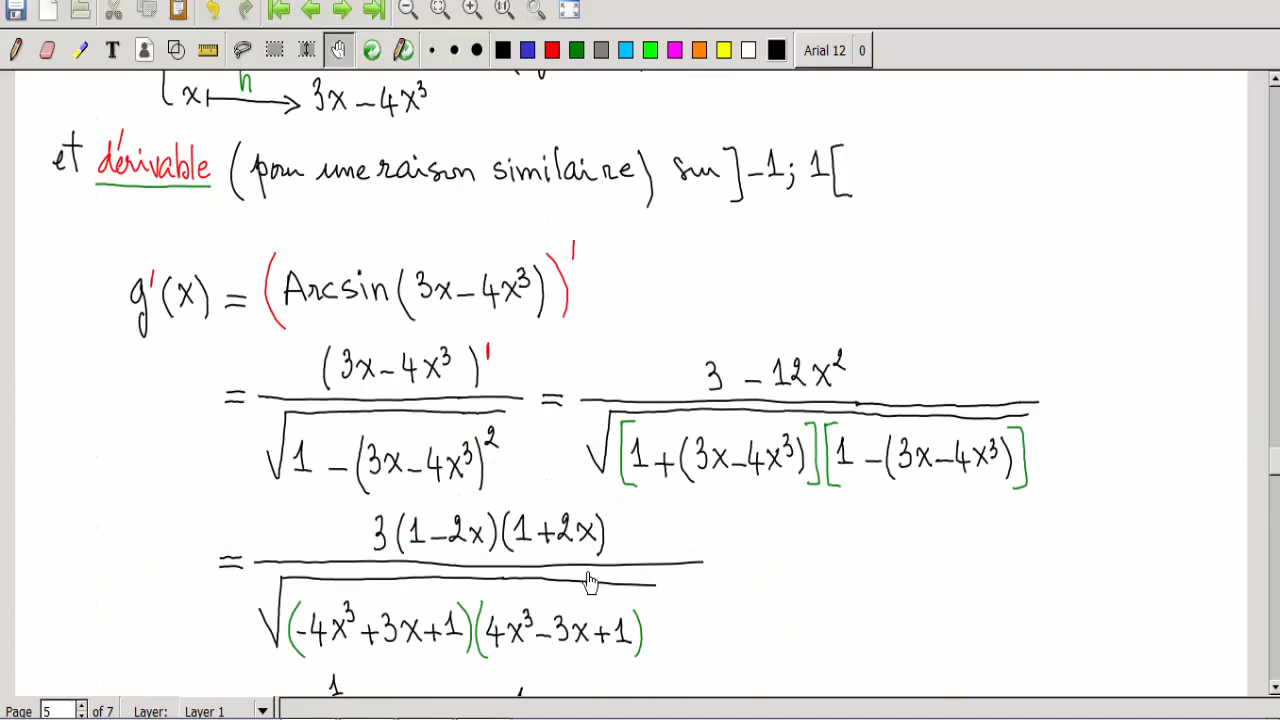 T
Arial 12 0
x ⟼ 3x - 4x³
h
et dérivable (pour une raison similaire) sur ]-1; 1[
g'(x) = (Arcsin(3x - 4x³))'
= (3x - 4x³)' / √(1 - (3x - 4x³)²) = (3 - 12x²) / √([1 + (3x - 4x³)][1 - (3x - 4x³)])
= 3(1 - 2x)(1 + 2x) / √((-4x³ + 3x + 1)(4x³ - 3x + 1))
Page 5 of 7 Layer: Layer 1